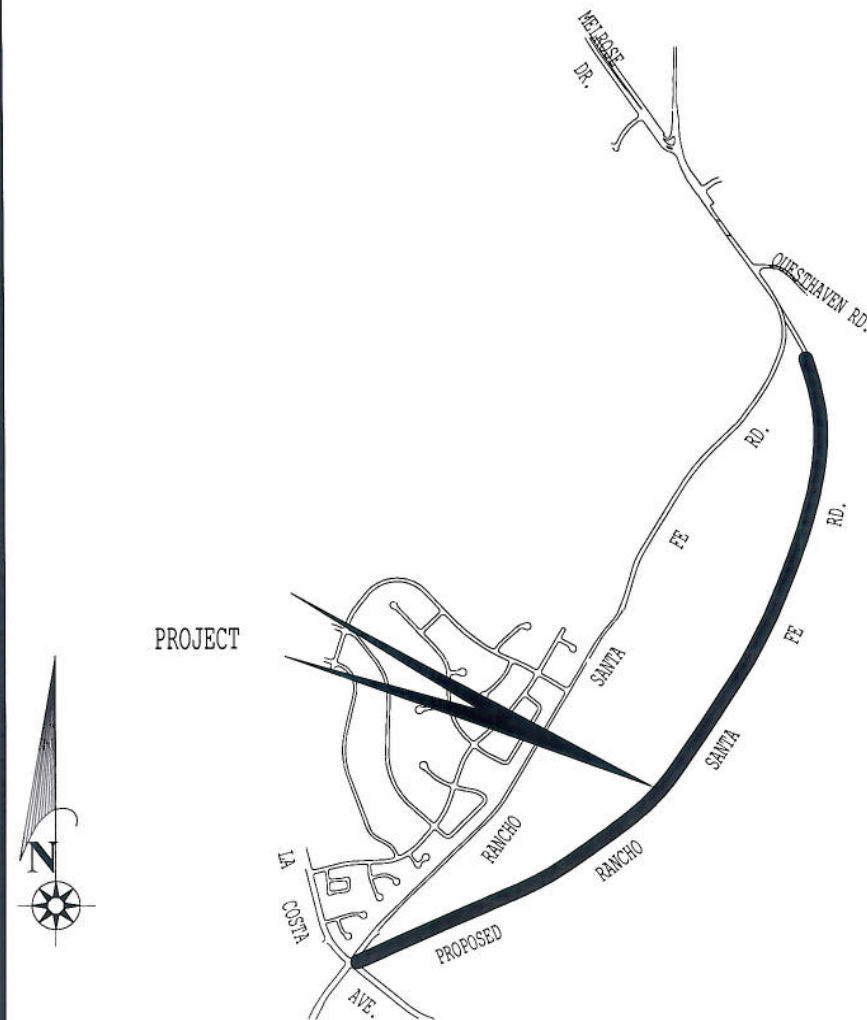 MELROSE
DR.
QUESTHAVEN RD.
RD.
FE
SANTA
RANCHO
RD.
FE
SANTA
RANCHO
PROPOSED
PROJECT
N
LA
COSTA
AVE.